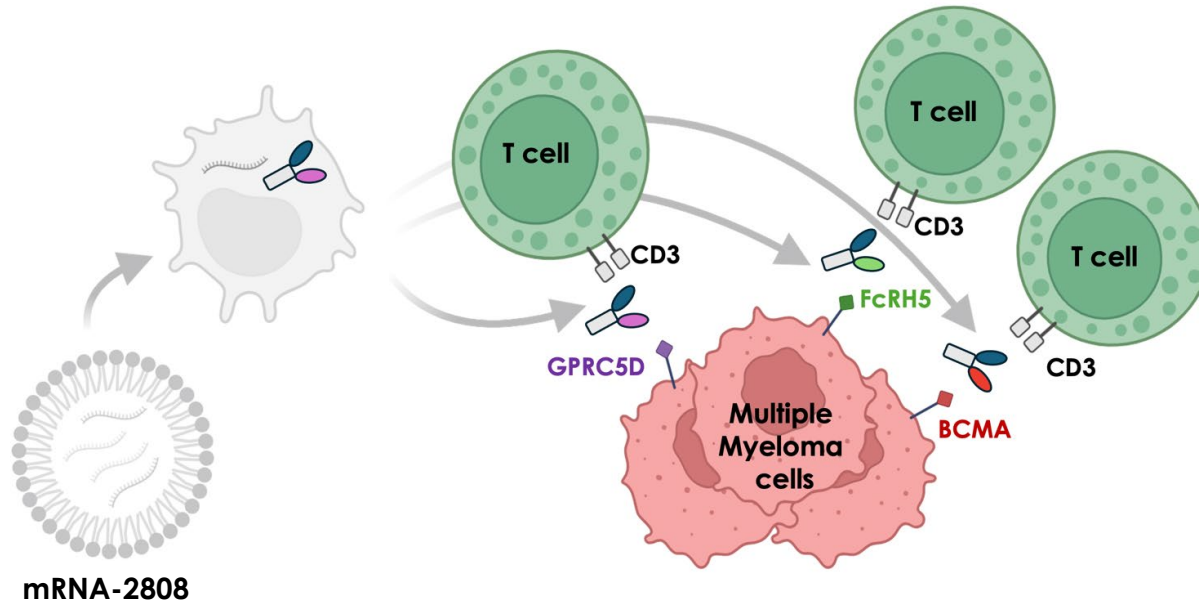 T cell
T cell
CD3
CD3
T cell
FcRH5
GPRC5D
CD3
Multiple
Myeloma
cells
BCMA
mRNA-2808